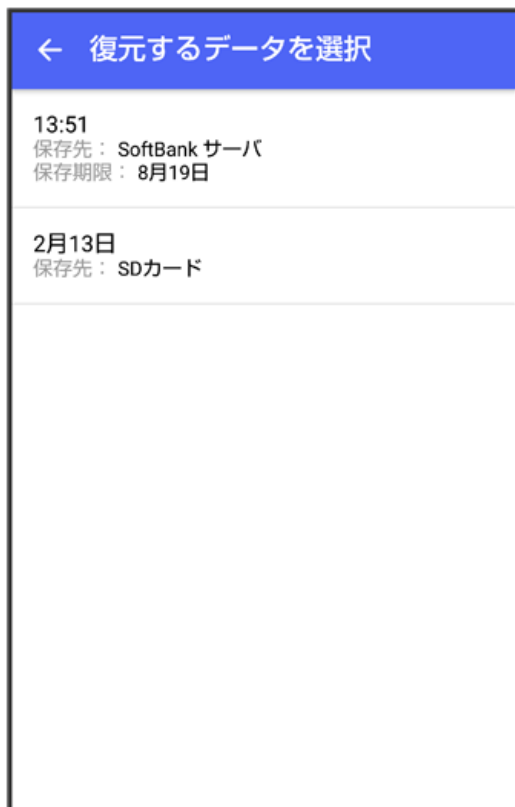 ← 復元するデータを選択
13:51
保存先： SoftBank サーバ
保存期限： 8月19日
2月13日
保存先： SDカード